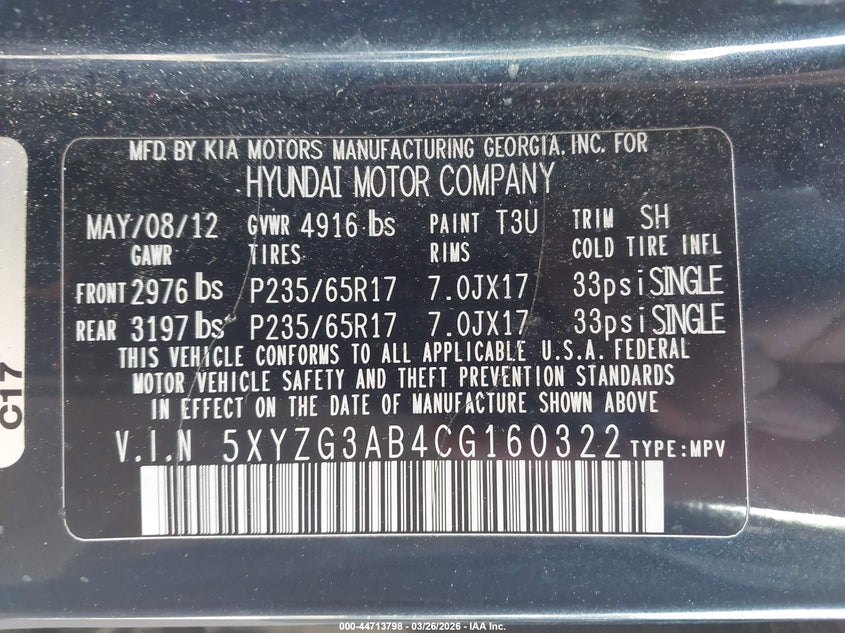 MFD. BY KIA MOTORS MANUFACTURING GEORGIA. INC. FOR
HYUNDAI MOTOR COMPANY
MAY/08/12 GVWR 4916 lbs PAINT T3U TRIM SH
GAWR TIRES RIMS COLD TIRE INFL
FRONT 2976 lbs P235/65R17 7.0JX17 33psi SINGLE
REAR 3197 lbs P235/65R17 7.0JX17 33psi SINGLE
THIS VEHICLE CONFORMS TO ALL APPLICABLE U.S.A. FEDERAL
MOTOR VEHICLE SAFETY AND THEFT PREVENTION STANDARDS
IN EFFECT ON THE DATE OF MANUFACTURE SHOWN ABOVE
V.I.N 5XYZG3AB4CG160322 TYPE:MPV
C17
000-44713798 - 03/26/2026 - IAA Inc.